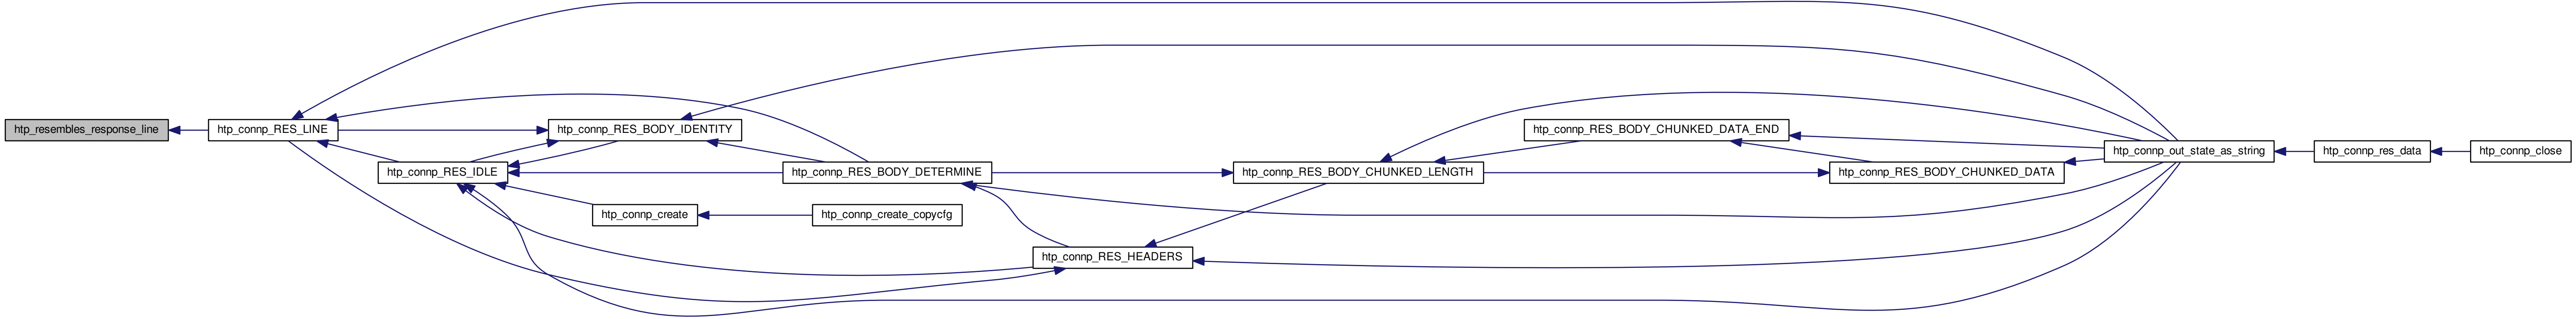 htp_resembles_response_line
htp_connp_RES_LINE
htp_connp_RES_IDLE
htp_connp_RES_BODY_IDENTITY
htp_connp_create
htp_connp_RES_BODY_DETERMINE
htp_connp_create_copycfg
htp_connp_RES_HEADERS
htp_connp_RES_BODY_CHUNKED_LENGTH
htp_connp_RES_BODY_CHUNKED_DATA_END
htp_connp_RES_BODY_CHUNKED_DATA
htp_connp_out_state_as_string
htp_connp_res_data
htp_connp_close